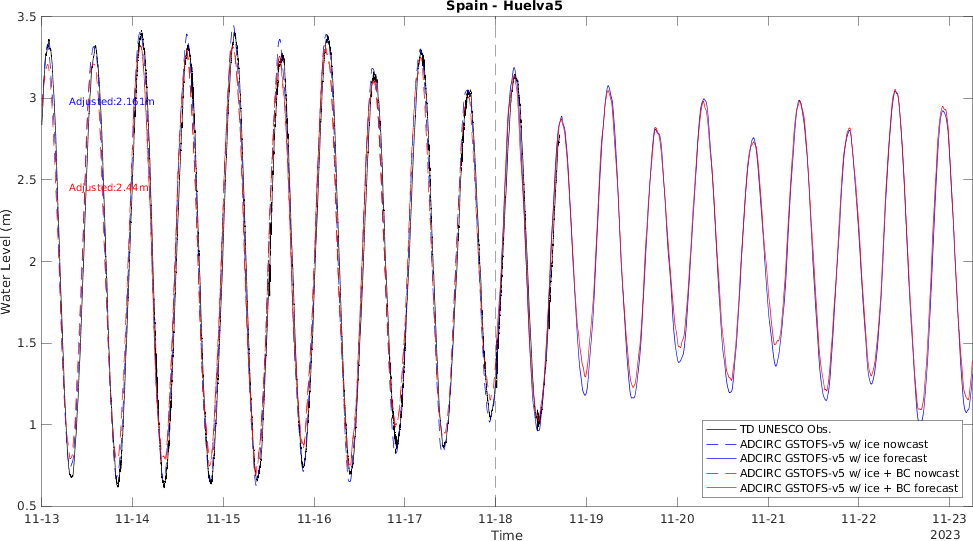 Spain - Huelva5
3.5
3
2.5
2
1.5
1
0.5
Water Level (m)
Adjusted:2.161m
Adjusted:2.44m
TD UNESCO Obs.
ADCIRC GSTOFS-v5 w/ ice nowcast
ADCIRC GSTOFS-v5 w/ ice forecast
ADCIRC GSTOFS-v5 w/ ice + BC nowcast
ADCIRC GSTOFS-v5 w/ ice + BC forecast
11-13 11-14 11-15 11-16 11-17 11-18 11-19 11-20 11-21 11-22 11-23
2023
Time